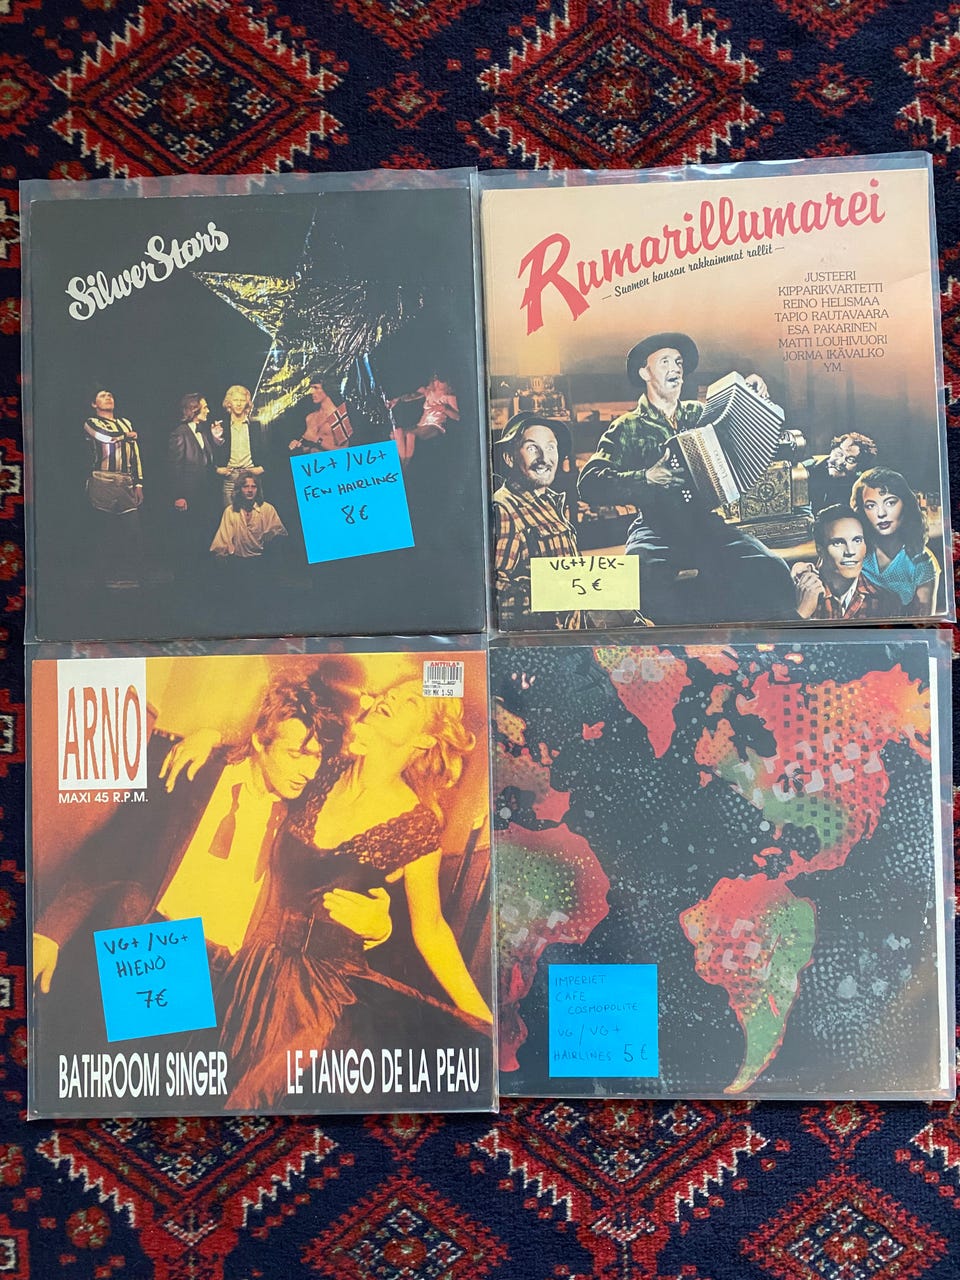 Silver Stars
VG+/VG+
FEW HAIRLINES
8€
Rumarillumarei
— Suomen kansan rakkaimmat rallit —
JUSTEERI
KIPPARIKVARTETTI
REINO HELISMAA
TAPIO RAUTAVAARA
ESA PAKARINEN
MATTI LOUHIVUORI
JORMA IKÄVALKO
YM.
VG++/EX-
5€
ARNO
MAXI 45 R.P.M.
ANTTILA
MK 1.50
VG+/VG+
HIENO
7€
BATHROOM SINGER
LE TANGO DE LA PEAU
IMPERIET
CAFE
COSMOPOLITE
VG/VG+
HAIRLINES 5€